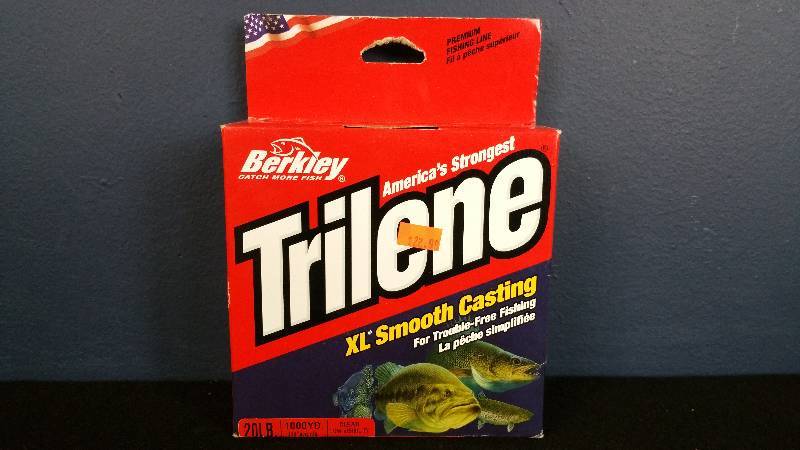 PREMIUM
FISHING LINE
Fil à pêche supérieur
Berkley®
CATCH MORE FISH
America's Strongest
Trilene®
XL® Smooth Casting
For Trouble-Free Fishing
La pêche simplifiée
20LB.
1000YD
CLEAR